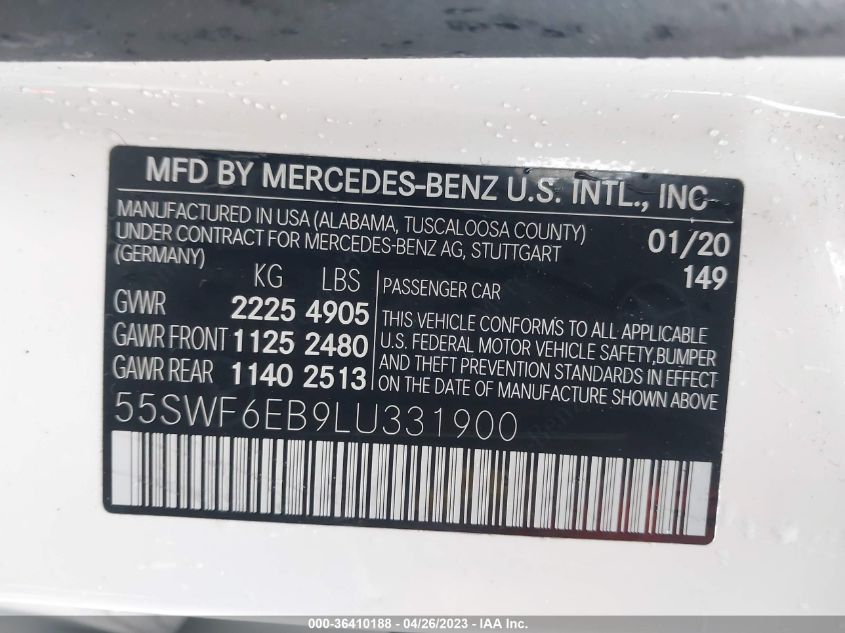 MFD BY MERCEDES-BENZ U.S. INTL., INC
MANUFACTURED IN USA (ALABAMA, TUSCALOOSA COUNTY)
UNDER CONTRACT FOR MERCEDES-BENZ AG, STUTTGART
(GERMANY)
01/20
149
KG LBS
GVWR 2225 4905
GAWR FRONT 1125 2480
GAWR REAR 1140 2513
PASSENGER CAR
THIS VEHICLE CONFORMS TO ALL APPLICABLE
U.S. FEDERAL MOTOR VEHICLE SAFETY,BUMPER
AND THEFT PREVENTION STANDARDS IN EFFECT
ON THE DATE OF MANUFACTURE SHOWN ABOVE
55SWF6EB9LU331900
000-36410188 - 04/26/2023 - IAA Inc.